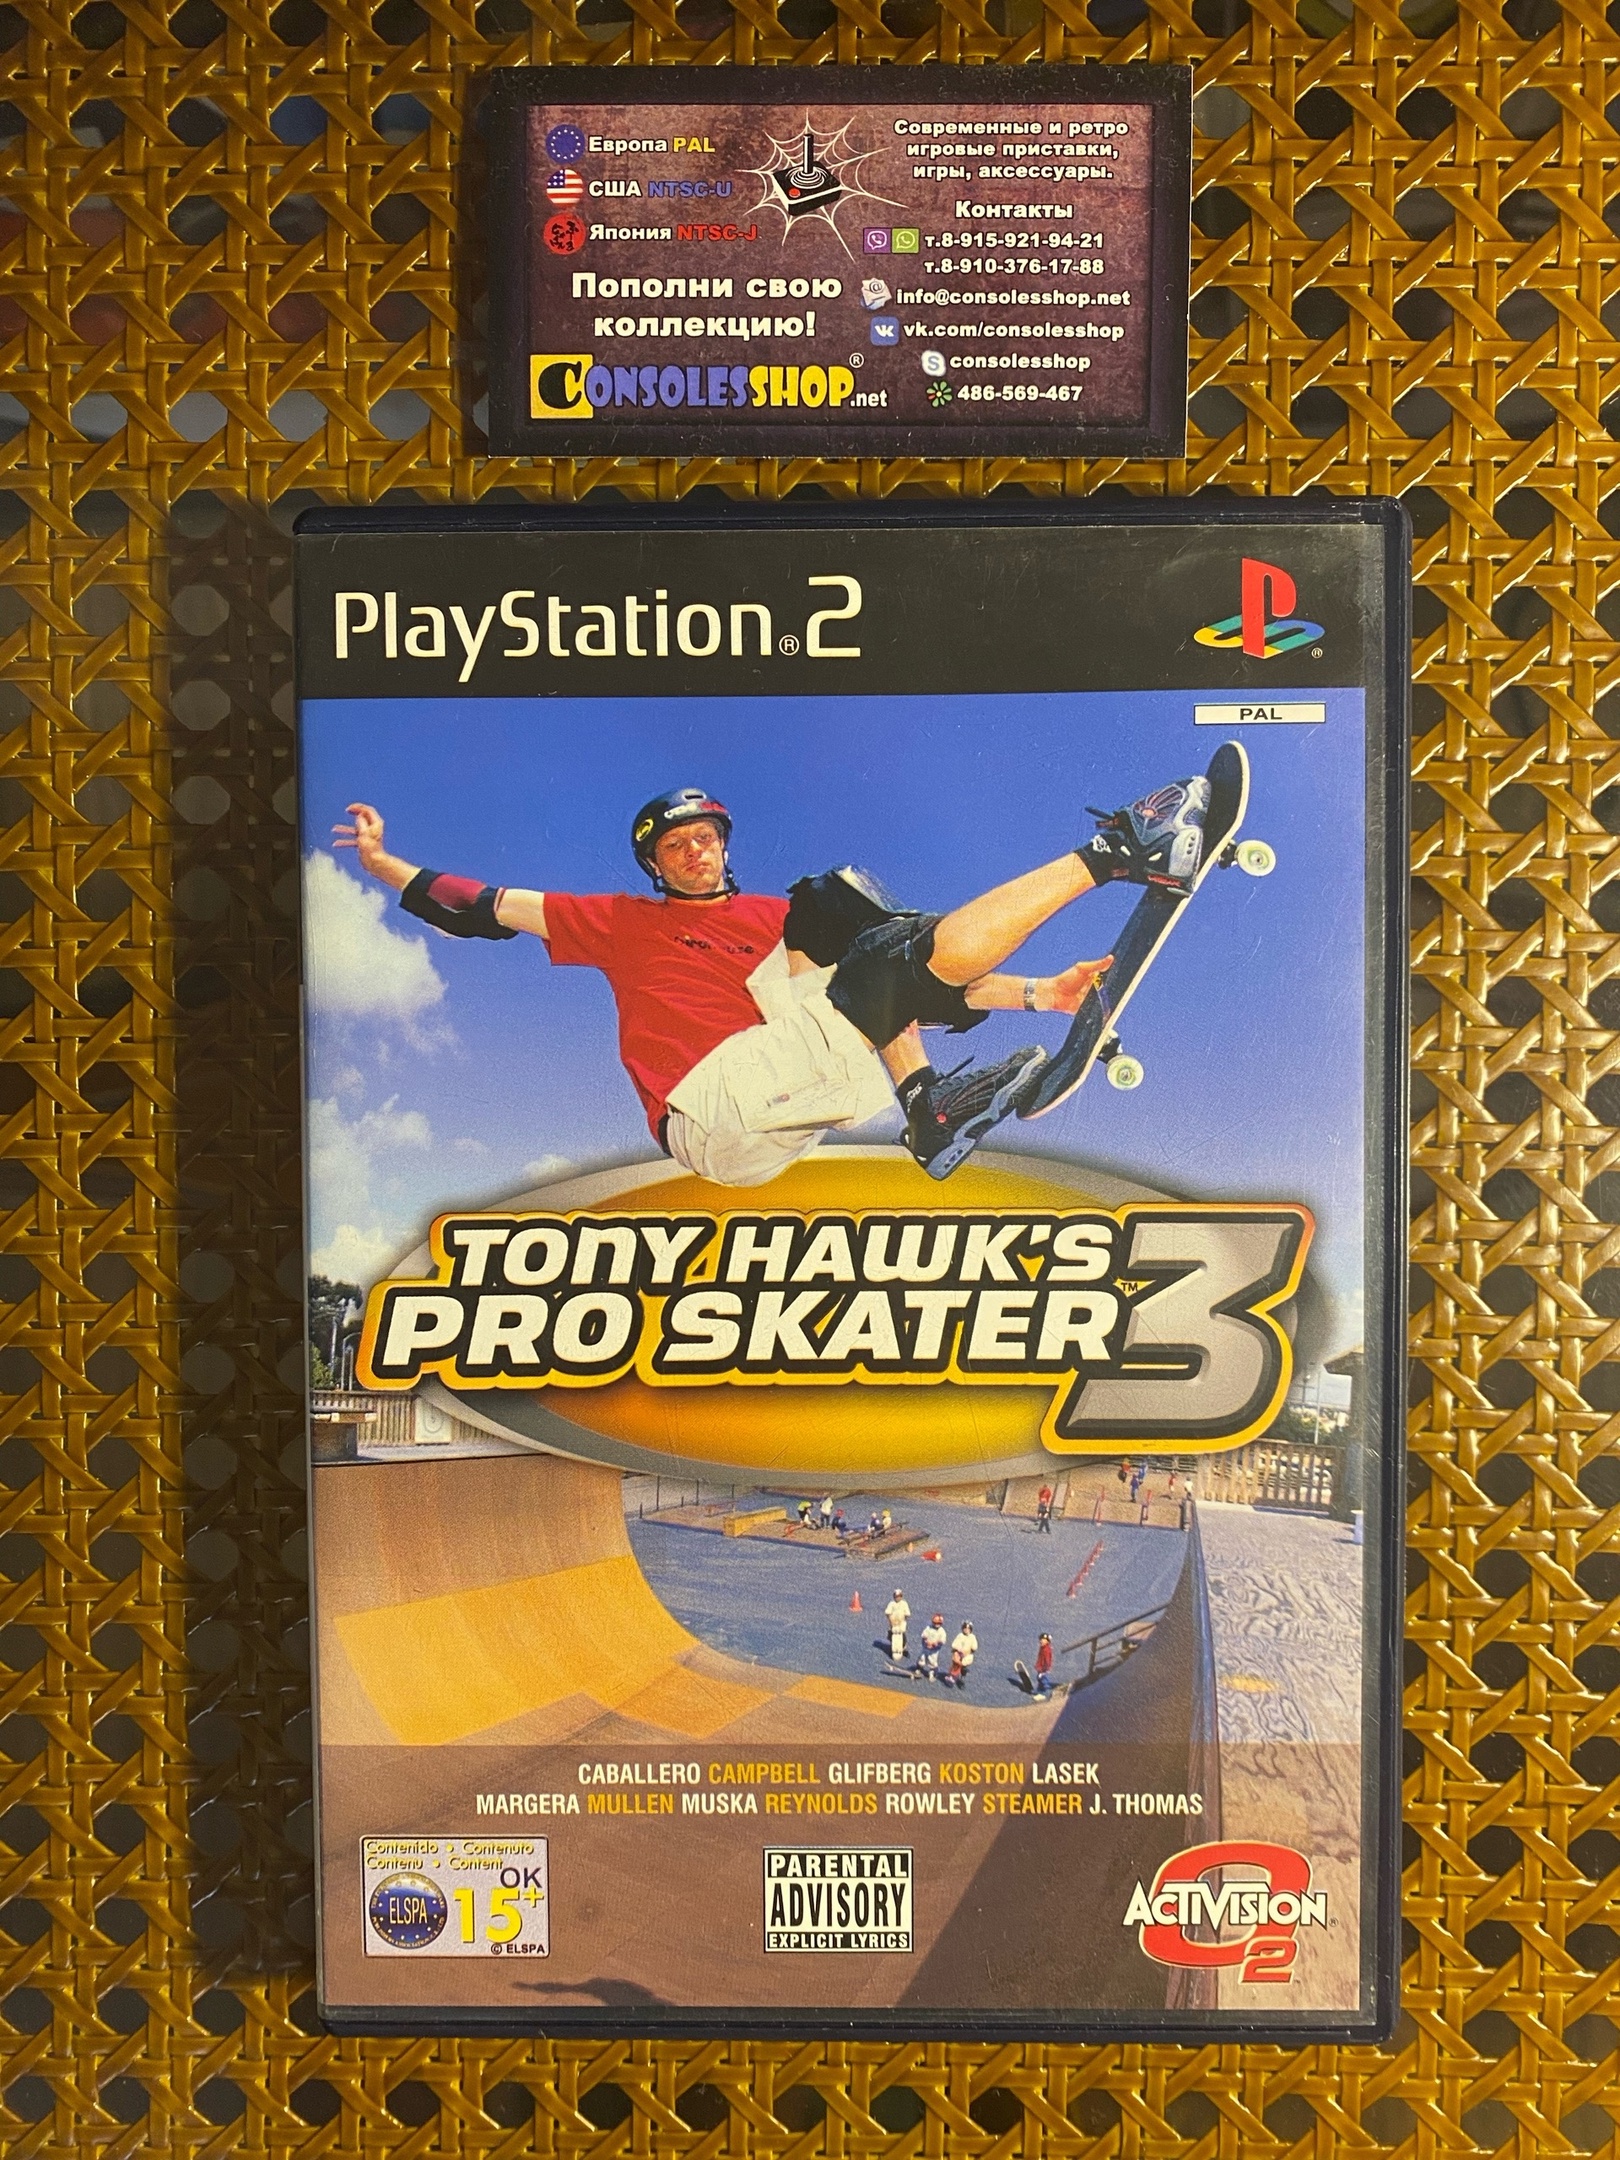 Европа PAL
США NTSC-U
Япония NTSC-J
Пополни свою
коллекцию!
CONSOLESSHOP.net ®
Современные и ретро
игровые приставки,
игры, аксессуары.
Контакты
т.8-915-921-94-21
т.8-910-376-17-88
info@consolesshop.net
vk.com/consolesshop
consolesshop
486-569-467
PlayStation®2
®
PAL
TONY HAWK'S
PRO SKATER™3
CABALLERO CAMPBELL GLIFBERG KOSTON LASEK
MARGERA MULLEN MUSKA REYNOLDS ROWLEY STEAMER J. THOMAS
Contenido • Contenuto
Contenu • Content
OK
ELSPA
15+
© ELSPA
PARENTAL
ADVISORY
EXPLICIT LYRICS
ACTIVISION®
O2